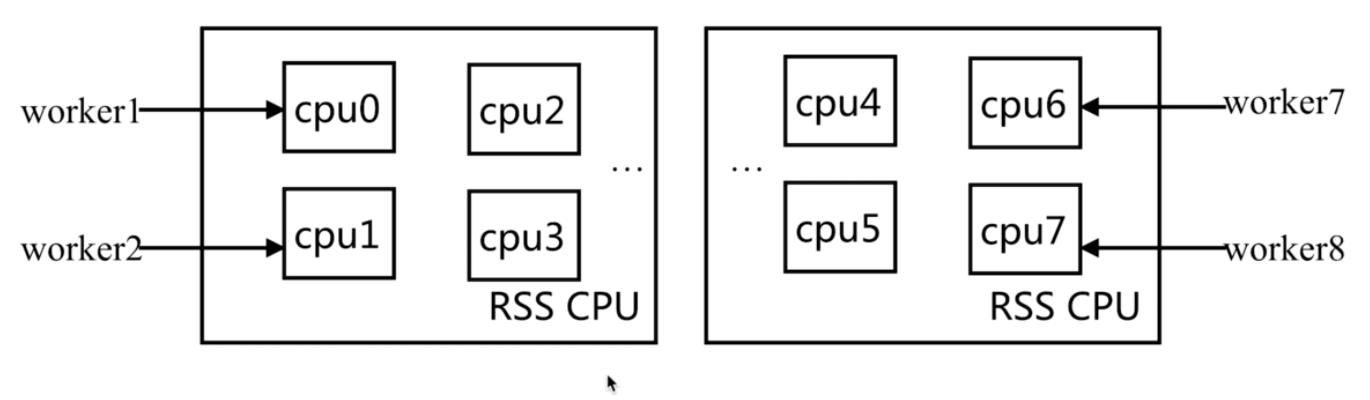 worker1
cpu0
cpu2
cpu4
cpu6
worker7
...
...
worker2
cpu1
cpu3
cpu5
cpu7
worker8
RSS CPU
RSS CPU